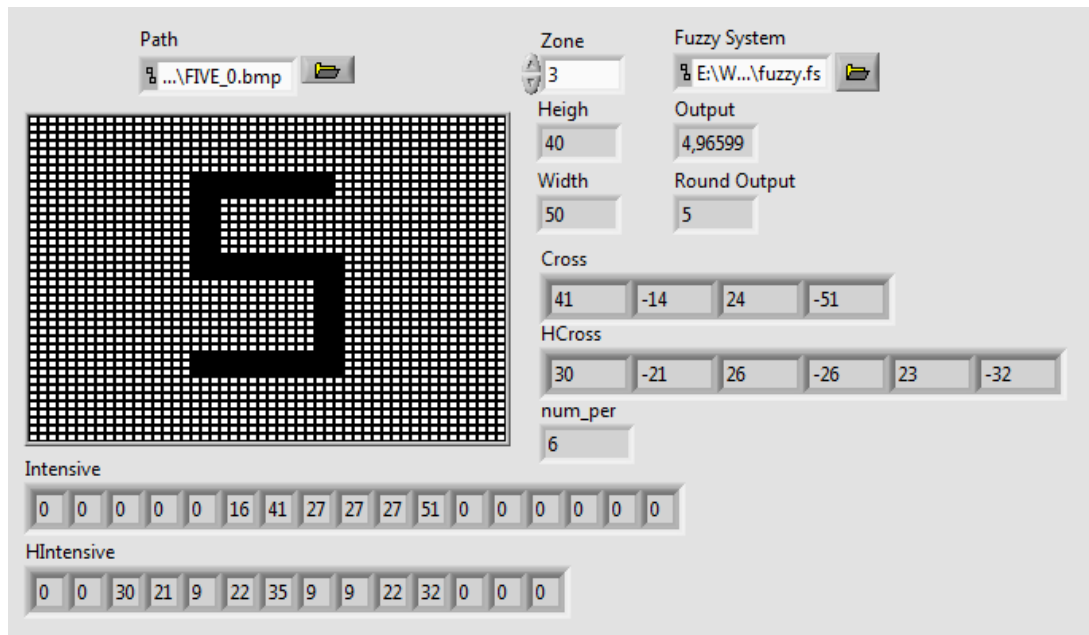 Path
...\FIVE_0.bmp
Zone
3
Fuzzy System
E:\W...\fuzzy.fs
Heigh
40
Output
4,96599
Width
50
Round Output
5
Cross
41 -14 24 -51
HCross
30 -21 26 -26 23 -32
num_per
6
Intensive
0 0 0 0 0 16 41 27 27 27 51 0 0 0 0 0 0
HIntensive
0 0 30 21 9 22 35 9 9 22 32 0 0 0